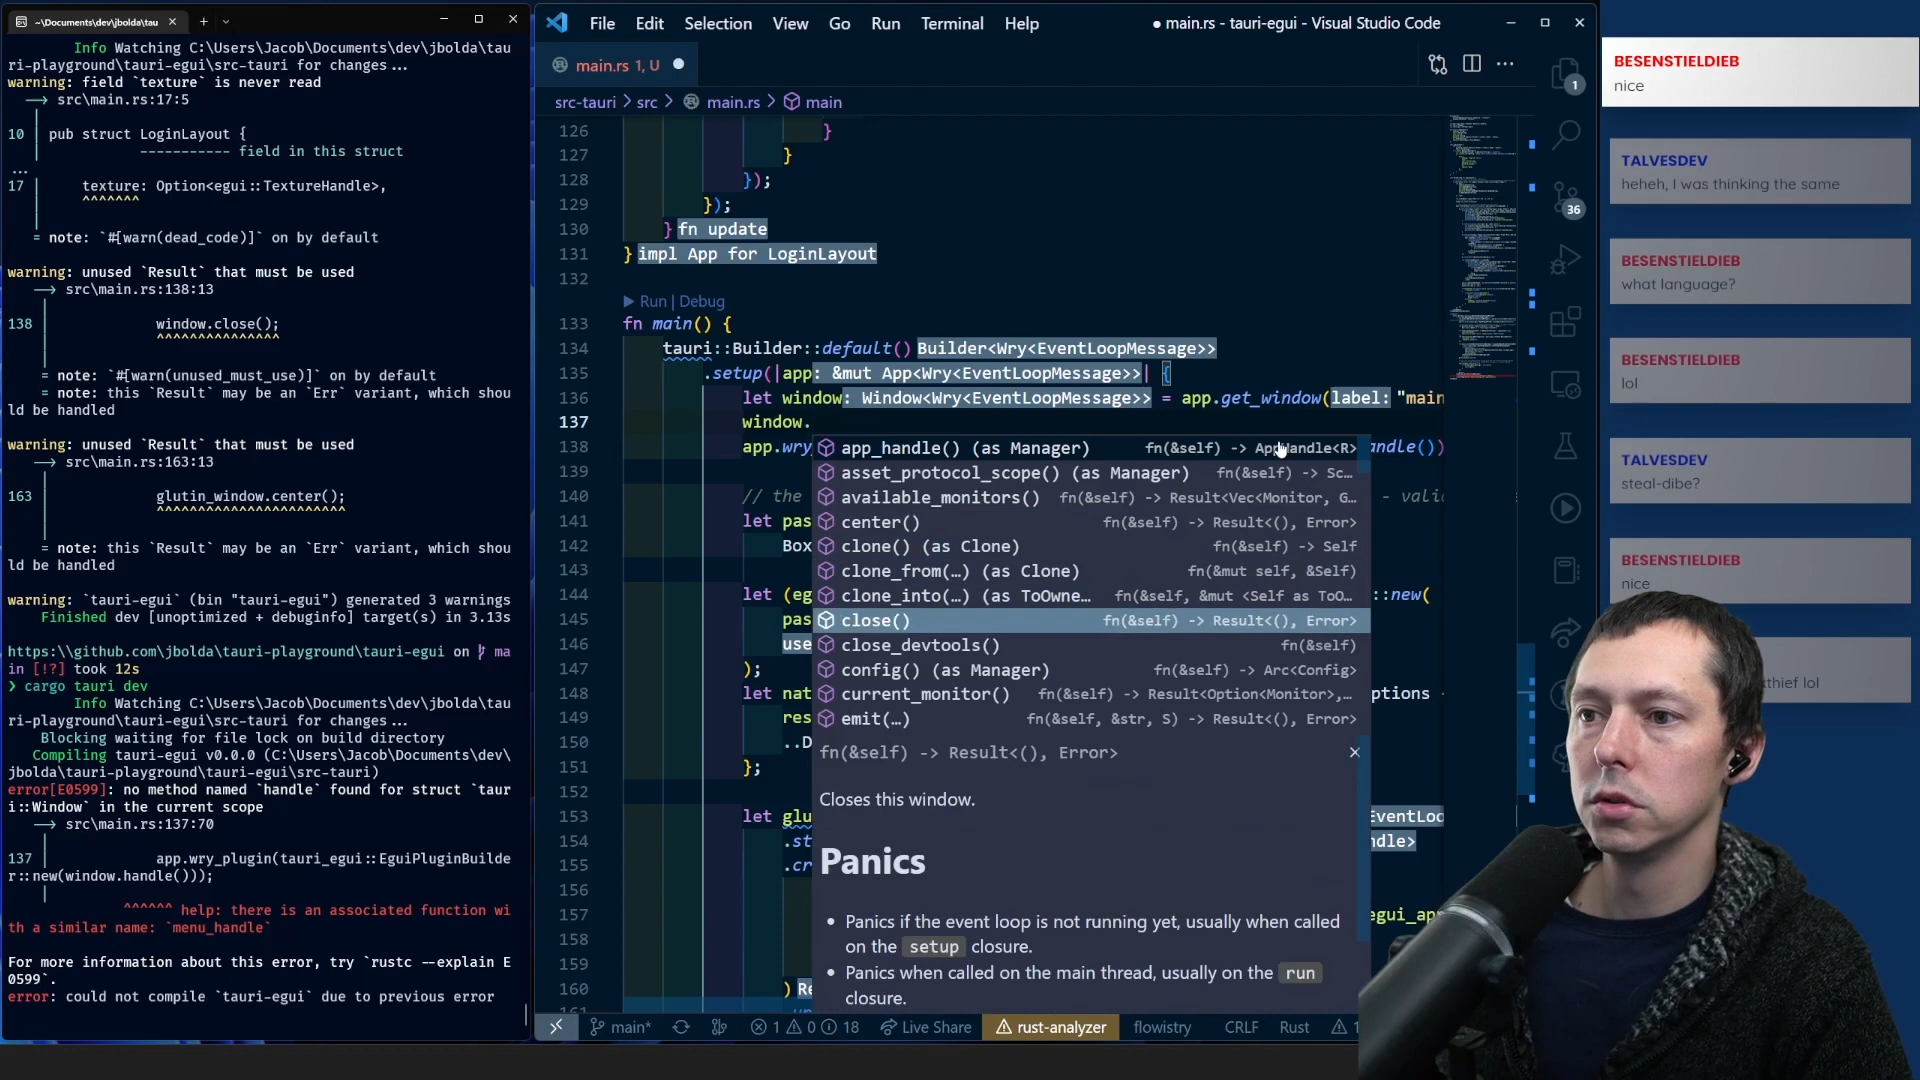 ~\Documents\dev\jbolda\tau
Info Watching C:\Users\Jacob\Documents\dev\jbolda\tau
ri-playground\tauri-egui\src-tauri for changes...
warning: field `texture` is never read
--> src\main.rs:17:5
10 | pub struct LoginLayout {
----------- field in this struct
...
17 | texture: Option<egui::TextureHandle>,
^^^^^^^
= note: `#[warn(dead_code)]` on by default
warning: unused `Result` that must be used
--> src\main.rs:138:13
138 | window.close();
^^^^^^^^^^^^^^^
= note: `#[warn(unused_must_use)]` on by default
= note: this `Result` may be an `Err` variant, which shou
ld be handled
warning: unused `Result` that must be used
--> src\main.rs:163:13
163 | glutin_window.center();
^^^^^^^^^^^^^^^^^^^^^^^
= note: this `Result` may be an `Err` variant, which shou
ld be handled
warning: `tauri-egui` (bin "tauri-egui") generated 3 warnings
Finished dev [unoptimized + debuginfo] target(s) in 3.13s
https:\\github.com\jbolda\tauri-playground\tauri-egui on ma
in [!?] took 12s
❯ cargo tauri dev
Info Watching C:\Users\Jacob\Documents\dev\jbolda\tau
ri-playground\tauri-egui\src-tauri for changes...
Blocking waiting for file lock on build directory
Compiling tauri-egui v0.0.0 (C:\Users\Jacob\Documents\dev\
jbolda\tauri-playground\tauri-egui\src-tauri)
error[E0599]: no method named `handle` found for struct `taur
i::Window` in the current scope
--> src\main.rs:137:70
137 | app.wry_plugin(tauri_egui::EguiPluginBuilde
r::new(window.handle()));
^^^^^^ help: there is an associated function wi
th a similar name: `menu_handle`
For more information about this error, try `rustc --explain E
0599`.
error: could not compile `tauri-egui` due to previous error
File Edit Selection View Go Run Terminal Help
● main.rs - tauri-egui - Visual Studio Code
main.rs 1, U
src-tauri > src > main.rs > main
126 }
127 }
128 });
129 });
130 } fn update
131 } impl App for LoginLayout
132
Run | Debug
133 fn main() {
134 tauri::Builder::default() Builder<Wry<EventLoopMessage>>
135 .setup(|app: &mut App<Wry<EventLoopMessage>>| {
136 let window: Window<Wry<EventLoopMessage>> = app.get_window(label: "main
137 window.
138 app.wry andle())
139
140 // the - vali
141 let pas
142 Box
143
144 let (eg ::new(
145 pas
146 use
147 );
148 let nat ptions
149 res
150 ..D
151 };
152
153 let glu EventLoo
154 .st ndle>
155 .cr
156
157 egui_app
158
159
160 ) Re
161
app_handle() (as Manager) fn(&self) -> AppHandle<R>
asset_protocol_scope() (as Manager) fn(&self) -> Sc…
available_monitors() fn(&self) -> Result<Vec<Monitor, G…
center() fn(&self) -> Result<(), Error>
clone() (as Clone) fn(&self) -> Self
clone_from(…) (as Clone) fn(&mut self, &Self)
clone_into(…) (as ToOwne… fn(&self, &mut <Self as ToO…
close() fn(&self) -> Result<(), Error>
close_devtools() fn(&self)
config() (as Manager) fn(&self) -> Arc<Config>
current_monitor() fn(&self) -> Result<Option<Monitor>,…
emit(…) fn(&self, &str, S) -> Result<(), Error>
fn(&self) -> Result<(), Error>
Closes this window.
Panics
• Panics if the event loop is not running yet, usually when called
on the setup closure.
• Panics when called on the main thread, usually on the run
closure.
main* 1 0 18 Live Share rust-analyzer flowistry CRLF Rust 1
1
36
BESENSTIELDIEB
nice
TALVESDEV
heheh, I was thinking the same
BESENSTIELDIEB
what language?
BESENSTIELDIEB
lol
TALVESDEV
steal-dibe?
BESENSTIELDIEB
nice
thief lol